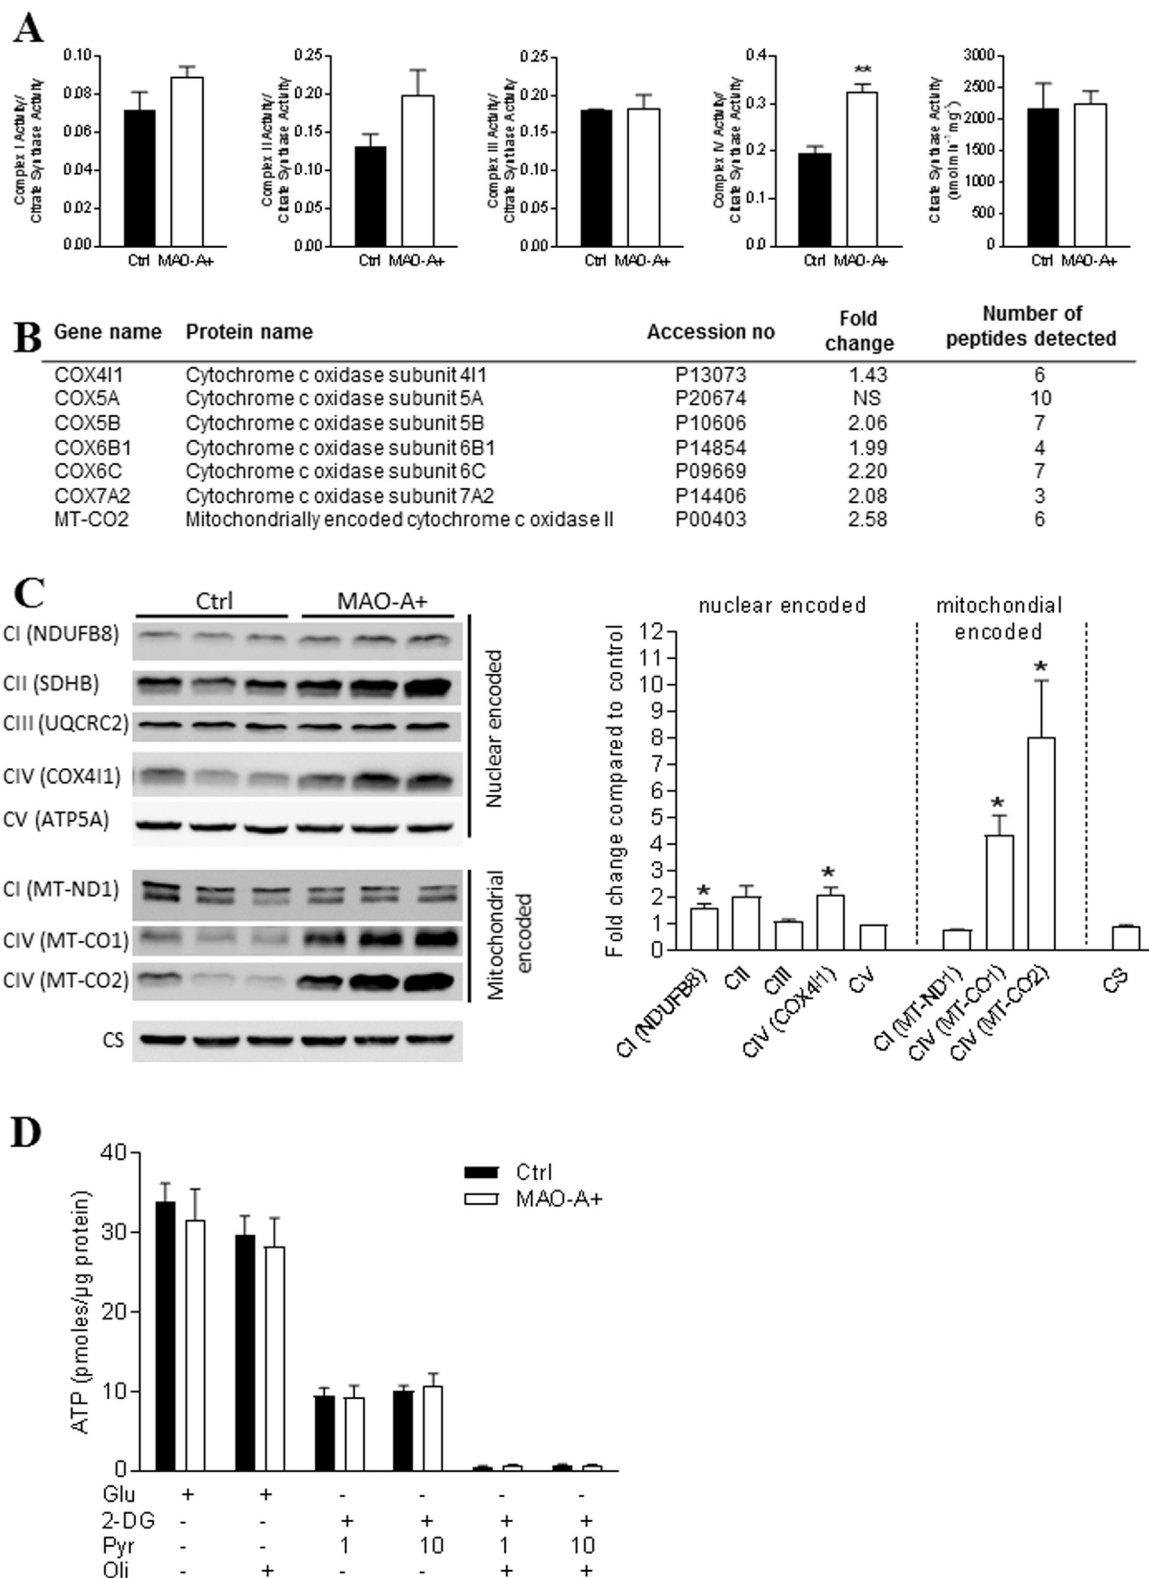 A
Complex I Activity/
Citrate Synthase Activity
0.10
0.08
0.06
0.04
0.02
0.00
Ctrl MAO-A+
Complex II Activity/
Citrate Synthase Activity
0.25
0.20
0.15
0.10
0.05
0.00
Ctrl MAO-A+
Complex III Activity/
Citrate Synthase Activity
0.25
0.20
0.15
0.10
0.05
0.00
Ctrl MAO-A+
Complex IV Activity/
Citrate Synthase Activity
0.4
0.3
0.2
0.1
0.0
**
Ctrl MAO-A+
Citrate Synthase Activity
(nmol min⁻¹ mg⁻¹)
3000
2500
2000
1500
1000
500
0
Ctrl MAO-A+
B
Gene name Protein name Accession no Fold change Number of peptides detected
COX4I1 Cytochrome c oxidase subunit 4I1 P13073 1.43 6
COX5A Cytochrome c oxidase subunit 5A P20674 NS 10
COX5B Cytochrome c oxidase subunit 5B P10606 2.06 7
COX6B1 Cytochrome c oxidase subunit 6B1 P14854 1.99 4
COX6C Cytochrome c oxidase subunit 6C P09669 2.20 7
COX7A2 Cytochrome c oxidase subunit 7A2 P14406 2.08 3
MT-CO2 Mitochondrially encoded cytochrome c oxidase II P00403 2.58 6
C
Ctrl MAO-A+
CI (NDUFB8)
CII (SDHB)
CIII (UQCRC2)
CIV (COX4I1)
CV (ATP5A)
Nuclear encoded
CI (MT-ND1)
CIV (MT-CO1)
CIV (MT-CO2)
Mitochondrial
encoded
CS
nuclear encoded
mitochondial
encoded
Fold change compared to control
12
11
10
9
8
7
6
5
4
3
2
1
0
* * * *
CI (NDUFB8)
CII
CIII
CIV (COX4I1)
CV
CI (MT-ND1)
CIV (MT-CO1)
CIV (MT-CO2)
CS
D
ATP (pmoles/µg protein)
40
30
20
10
0
Ctrl
MAO-A+
Glu + + - - - -
2-DG - - + + + +
Pyr - - 1 10 1 10
Oli - + - - + +